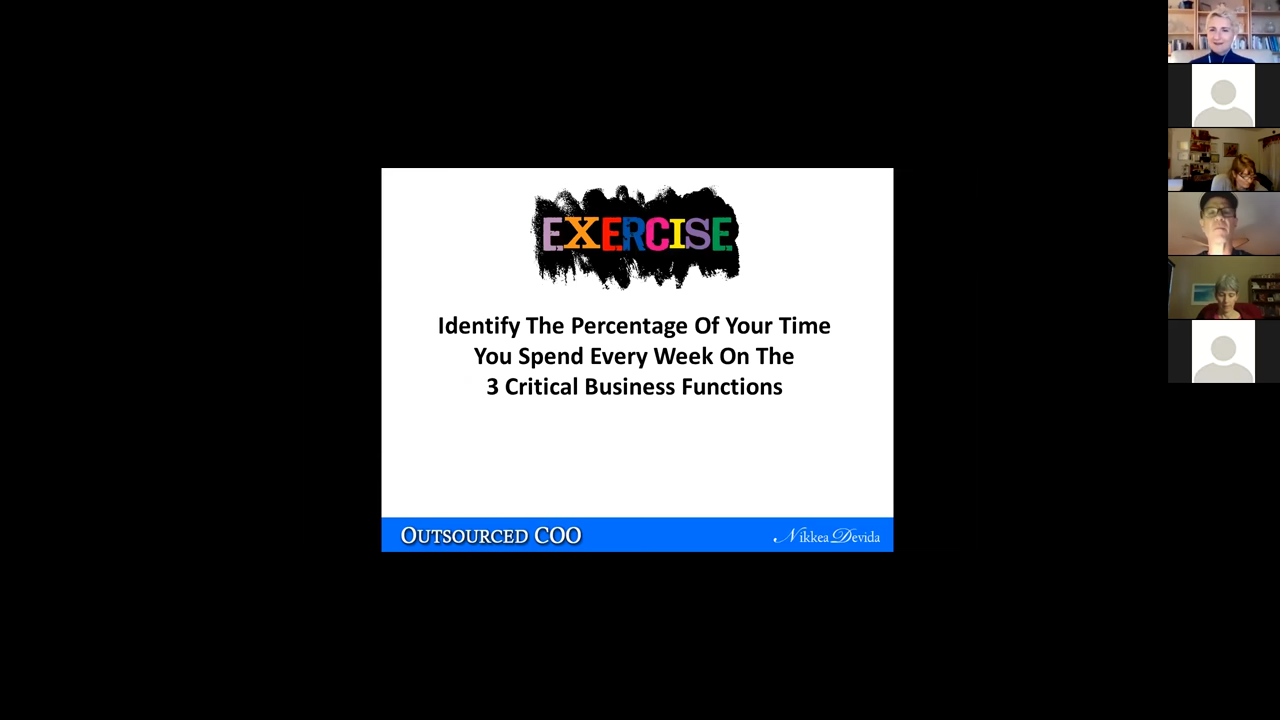 EXERCISE
Identify The Percentage Of Your Time
You Spend Every Week On The
3 Critical Business Functions
OUTSOURCED COO
Nikkea Devida